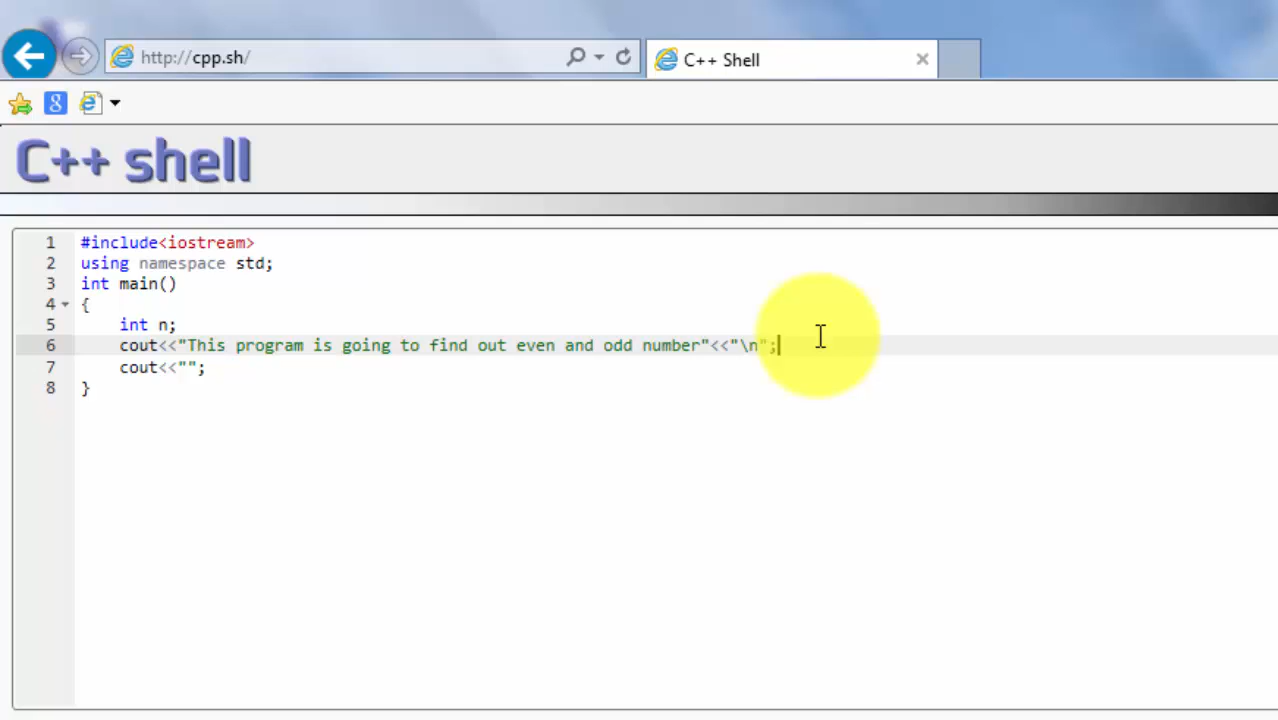 http://cpp.sh/
C++ Shell
8
C++ shell
1 #include<iostream>
2 using namespace std;
3 int main()
4 {
5 int n;
6 cout<<"This program is going to find out even and odd number"<<"\n";
7 cout<<"";
8 }